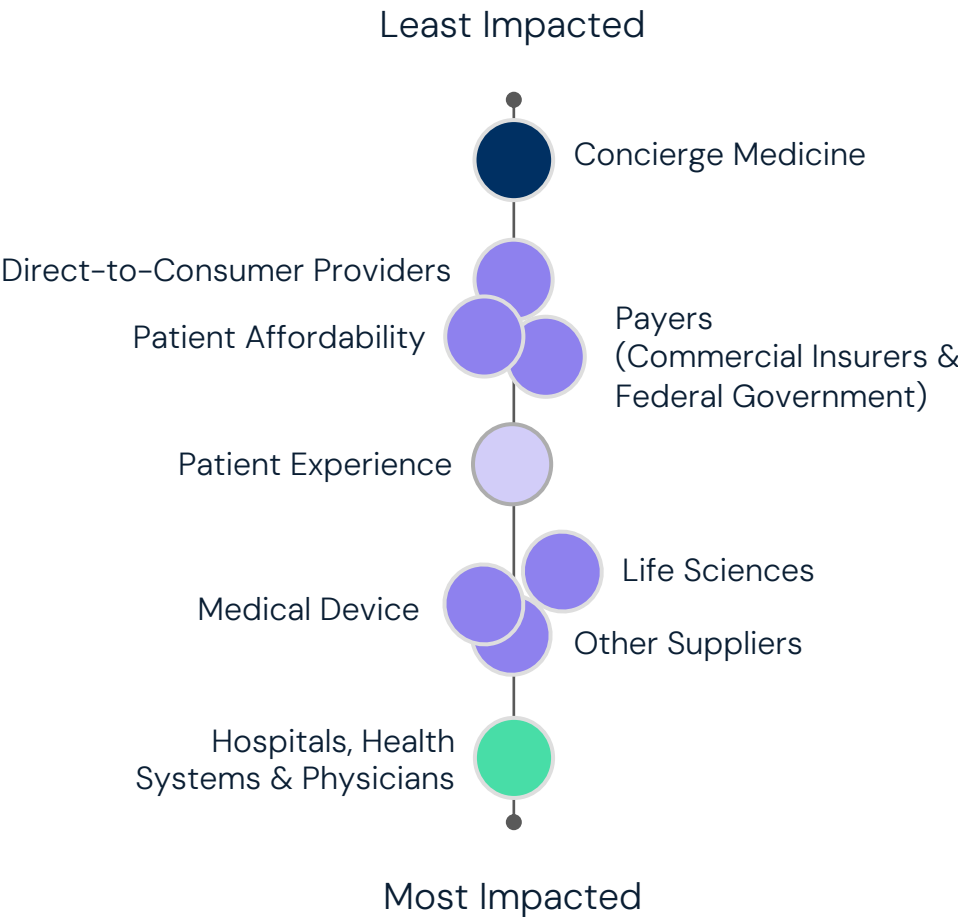 Least Impacted
Concierge Medicine
Direct-to-Consumer Providers
Patient Affordability
Payers
(Commercial Insurers &
Federal Government)
Patient Experience
Life Sciences
Medical Device
Other Suppliers
Hospitals, Health
Systems & Physicians
Most Impacted